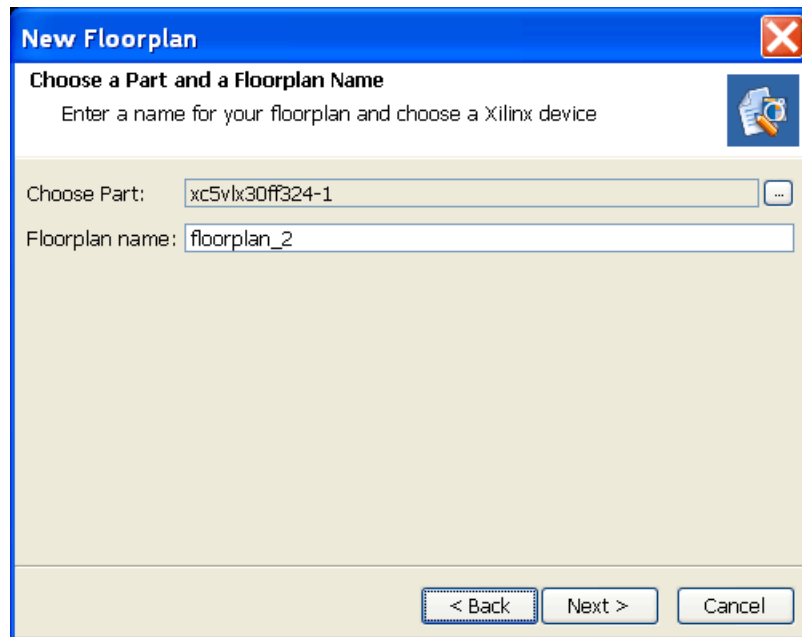 New Floorplan
Choose a Part and a Floorplan Name
Enter a name for your floorplan and choose a Xilinx device
Choose Part: xc5vlx30ff324-1 ...
Floorplan name: floorplan_2
< Back Next > Cancel